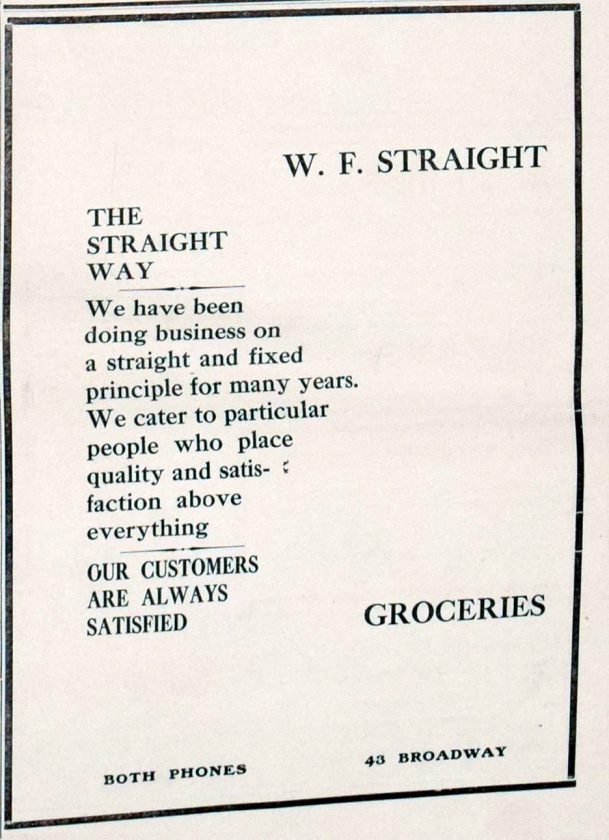 W. F. STRAIGHT
THE
STRAIGHT
WAY
We have been
doing business on
a straight and fixed
principle for many years.
We cater to particular
people who place
quality and satis-
faction above
everything
OUR CUSTOMERS
ARE ALWAYS
SATISFIED
GROCERIES
BOTH PHONES
43 BROADWAY